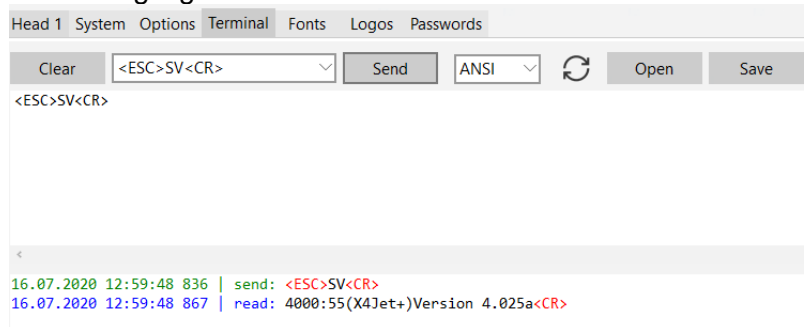 Head 1 System Options Terminal Fonts Logos Passwords
Clear <ESC>SV<CR> Send ANSI Open Save
<ESC>SV<CR>
16.07.2020 12:59:48 836 | send: <ESC>SV<CR>
16.07.2020 12:59:48 867 | read: 4000:55(X4Jet+)Version 4.025a<CR>